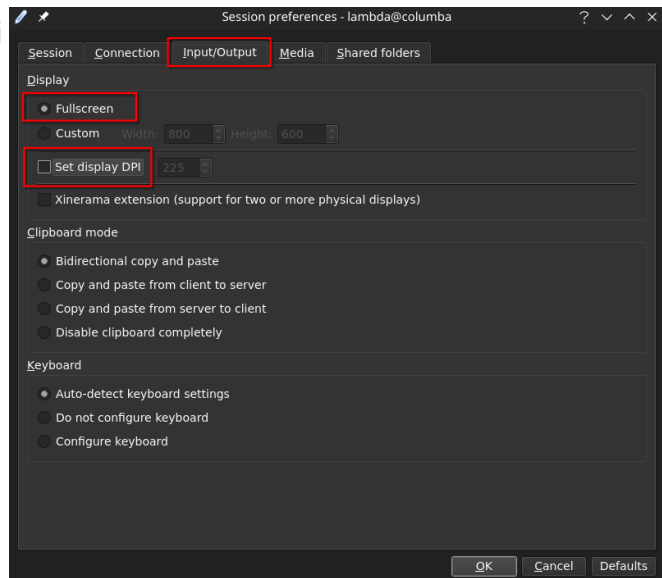 Session preferences - lambda@columba
Session Connection Input/Output Media Shared folders
Display
Fullscreen
Custom Width: 800 Height: 600
Set display DPI 225
Xinerama extension (support for two or more physical displays)
Clipboard mode
Bidirectional copy and paste
Copy and paste from client to server
Copy and paste from server to client
Disable clipboard completely
Keyboard
Auto-detect keyboard settings
Do not configure keyboard
Configure keyboard
OK Cancel Defaults